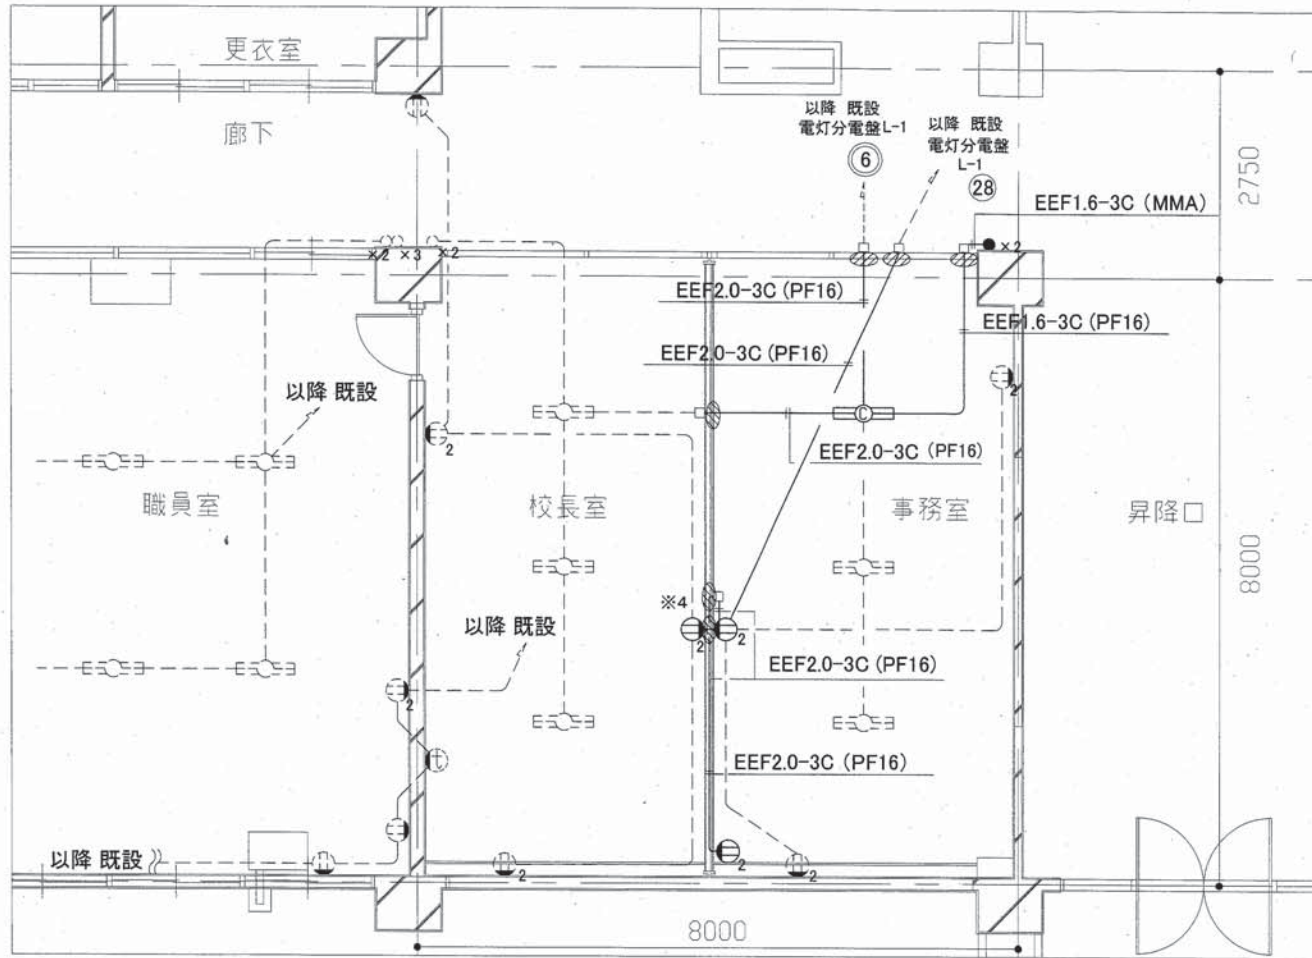 更衣室
廊下
以降 既設
電灯分電盤L-1
6
以降 既設
電灯分電盤
L-1
28
EEF1.6-3C (MMA)
2750
×2
×3
×2
×2
EEF2.0-3C (PF16)
EEF1.6-3C (PF16)
EEF2.0-3C (PF16)
2
以降 既設
C
2
EEF2.0-3C (PF16)
職員室
校長室
事務室
昇降口
8000
※4
以降 既設
2
2
EEF2.0-3C (PF16)
2
t
EEF2.0-3C (PF16)
以降 既設
2
2
2
8000